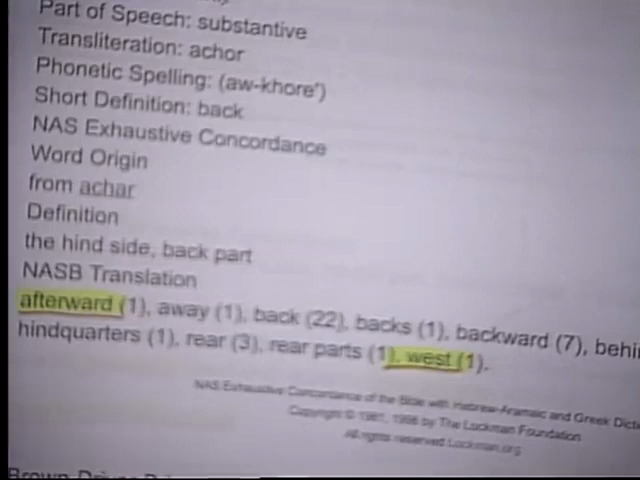 Part of Speech: substantive
Transliteration: achor
Phonetic Spelling: (aw-khore')
Short Definition: back
NAS Exhaustive Concordance
Word Origin
from achar
Definition
the hind side, back part
NASB Translation
afterward (1), away (1), back (22), backs (1), backward (7), behi
hindquarters (1), rear (3), rear parts (1), west (1).
NAS Exhaustive Concordance of the Bible with Hebrew-Aramaic and Greek Dicti
Copyright © 1981, 1998 by The Lockman Foundation
All rights reserved Lockman.org